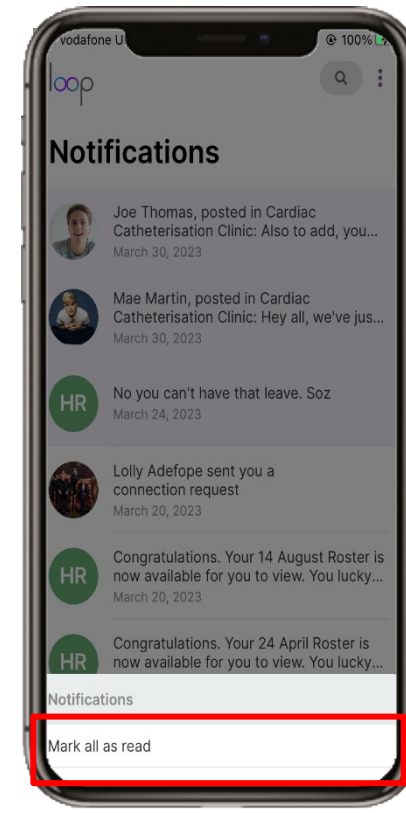 vodafone U
100%
loop
Notifications
Joe Thomas, posted in Cardiac
Catheterisation Clinic: Also to add, you...
March 30, 2023
Mae Martin, posted in Cardiac
Catheterisation Clinic: Hey all, we've jus...
March 30, 2023
HR
No you can't have that leave. Soz
March 24, 2023
Lolly Adefope sent you a
connection request
March 20, 2023
HR
Congratulations. Your 14 August Roster is
now available for you to view. You lucky...
March 20, 2023
HR
Congratulations. Your 24 April Roster is
now available for you to view. You lucky...
Notifications
Mark all as read